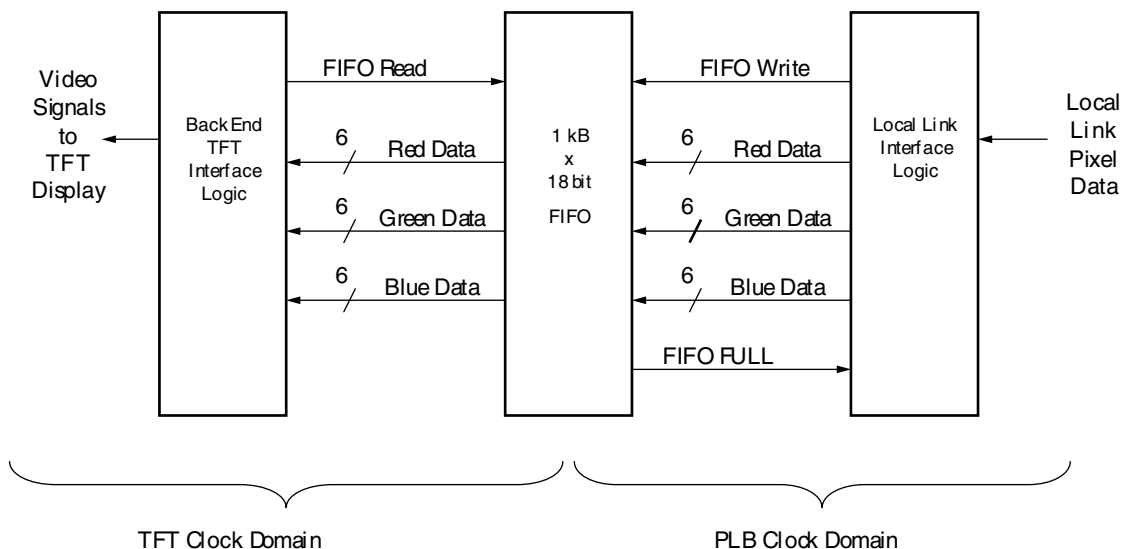 Video
Signals
to
TFT
Display
Back End
TFT
Interface
Logic
FIFO Read
6
Red Data
6
Green Data
6
Blue Data
1 kB
x
18 bit
FIFO
FIFO Write
6
Red Data
6
Green Data
6
Blue Data
FIFO FULL
Local Link
Interface
Logic
Local
Link
Pixel
Data
TFT Clock Domain
PLB Clock Domain